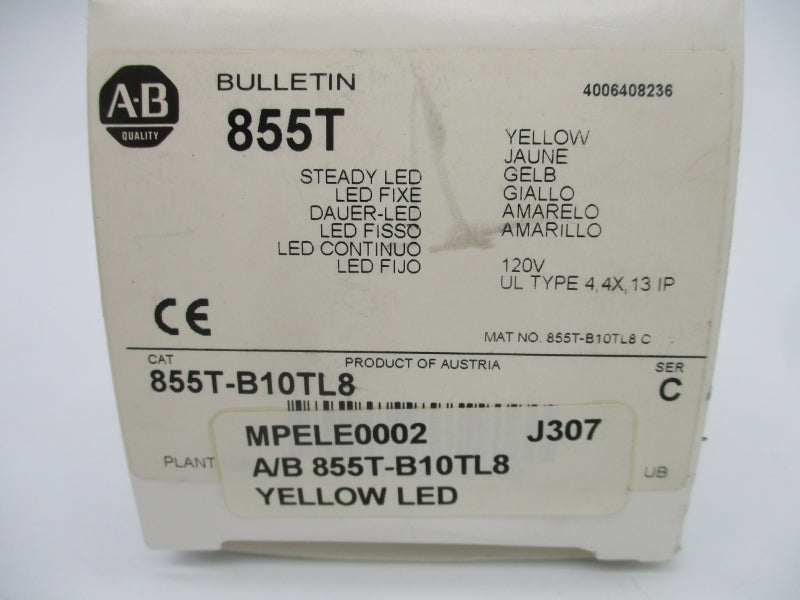 A-B
QUALITY
BULLETIN
855T
4006408236
STEADY LED
LED FIXE
DAUER-LED
LED FISSO
LED CONTINUO
LED FIJO
YELLOW
JAUNE
GELB
GIALLO
AMARELO
AMARILLO
120V
UL TYPE 4,4X,13 IP
CE
MAT NO. 855T-B10TL8 C
CAT
PRODUCT OF AUSTRIA
SER
855T-B10TL8
C
MPELE0002 J307
A/B 855T-B10TL8
YELLOW LED
PLANT
UB